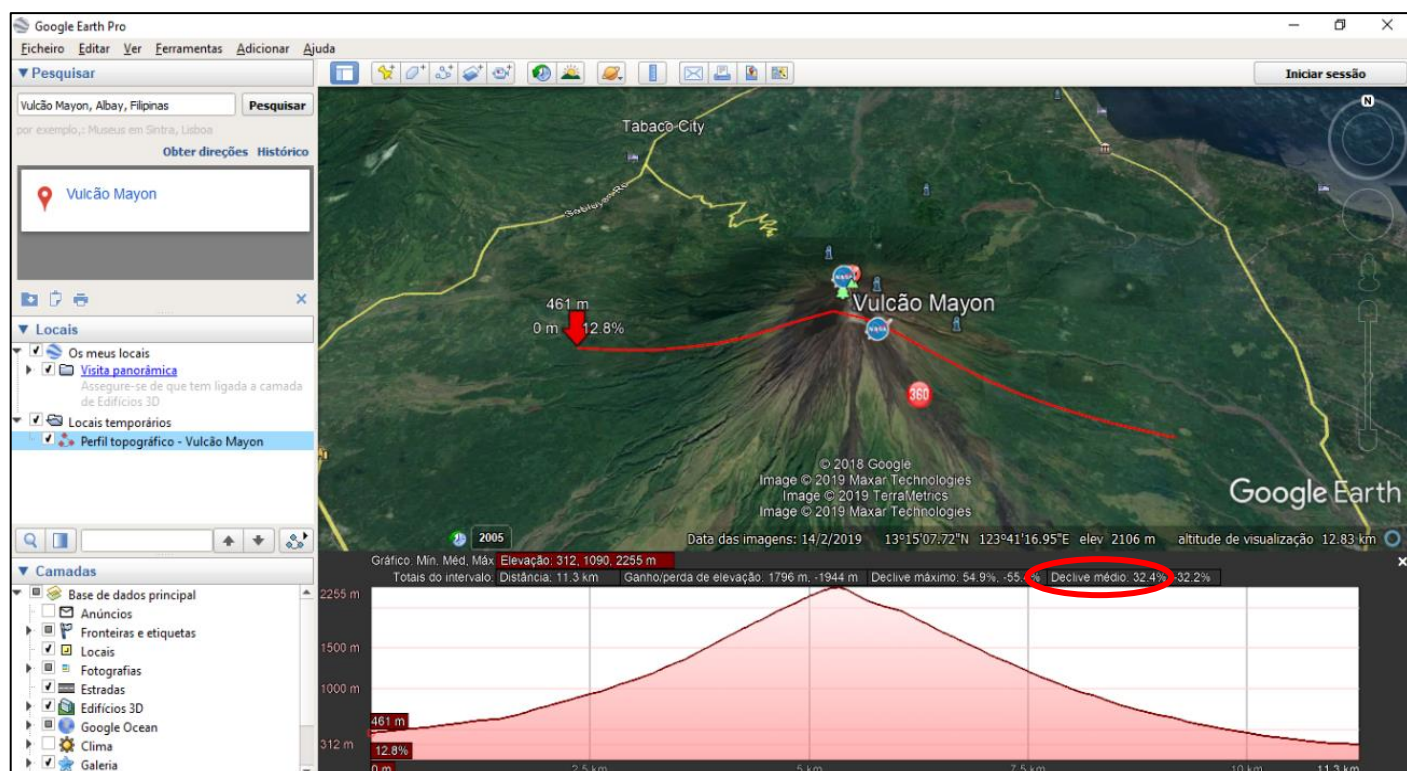 Google Earth Pro
Ficheiro Editar Ver Ferramentas Adicionar Ajuda
Pesquisar
Iniciar sessão
Vulcão Mayon, Albay, Filipinas
Pesquisar
por exemplo,: Museus em Sintra, Lisboa
Obter direções Histórico
Vulcão Mayon
Locais
Os meus locais
Visita panorâmica
Assegure-se de que tem ligada a camada
de Edifícios 3D
Locais temporários
Perfil topográfico - Vulcão Mayon
Camadas
Base de dados principal
Anúncios
Fronteiras e etiquetas
Locais
Fotografias
Estradas
Edifícios 3D
Google Ocean
Clima
Galeria
N
Tabaco City
461 m
0 m 12.8%
NASA
Vulcão Mayon
NASA
360
© 2018 Google
Image © 2019 Maxar Technologies
Image © 2019 TerraMetrics
Image © 2019 Maxar Technologies
Google Earth
2005
Data das imagens: 14/2/2019 13°15'07.72"N 123°41'16.95"E elev 2106 m altitude de visualização 12.83 km
Gráfico: Mín. Méd, Máx Elevação: 312, 1090, 2255 m
Totais do intervalo: Distância: 11.3 km Ganho/perda de elevação: 1796 m, -1944 m Declive máximo: 54.9%, -55.4% Declive médio: 32.4%, -32.2%
2255 m
1500 m
1000 m
461 m
312 m
12.8%
0 m
2.5 km
5 km
7.5 km
10 km
11.3 km